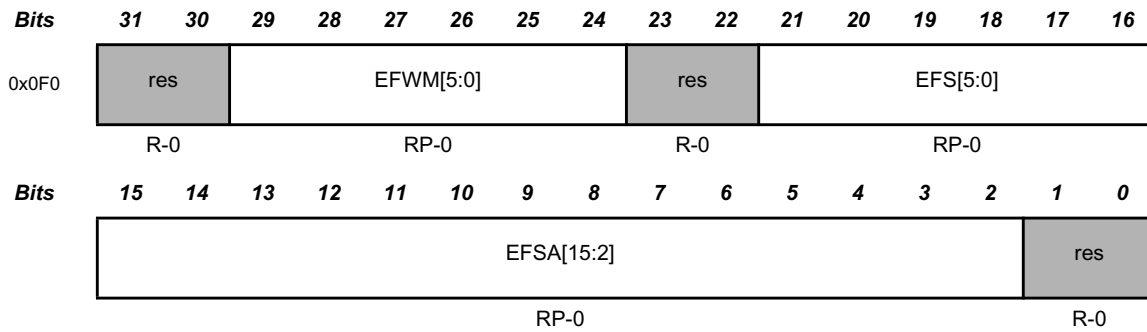 Bits 31 30 29 28 27 26 25 24 23 22 21 20 19 18 17 16
0x0F0 res EFWM[5:0] res EFS[5:0]
R-0 RP-0 R-0 RP-0
Bits 15 14 13 12 11 10 9 8 7 6 5 4 3 2 1 0
EFSA[15:2] res
RP-0 R-0